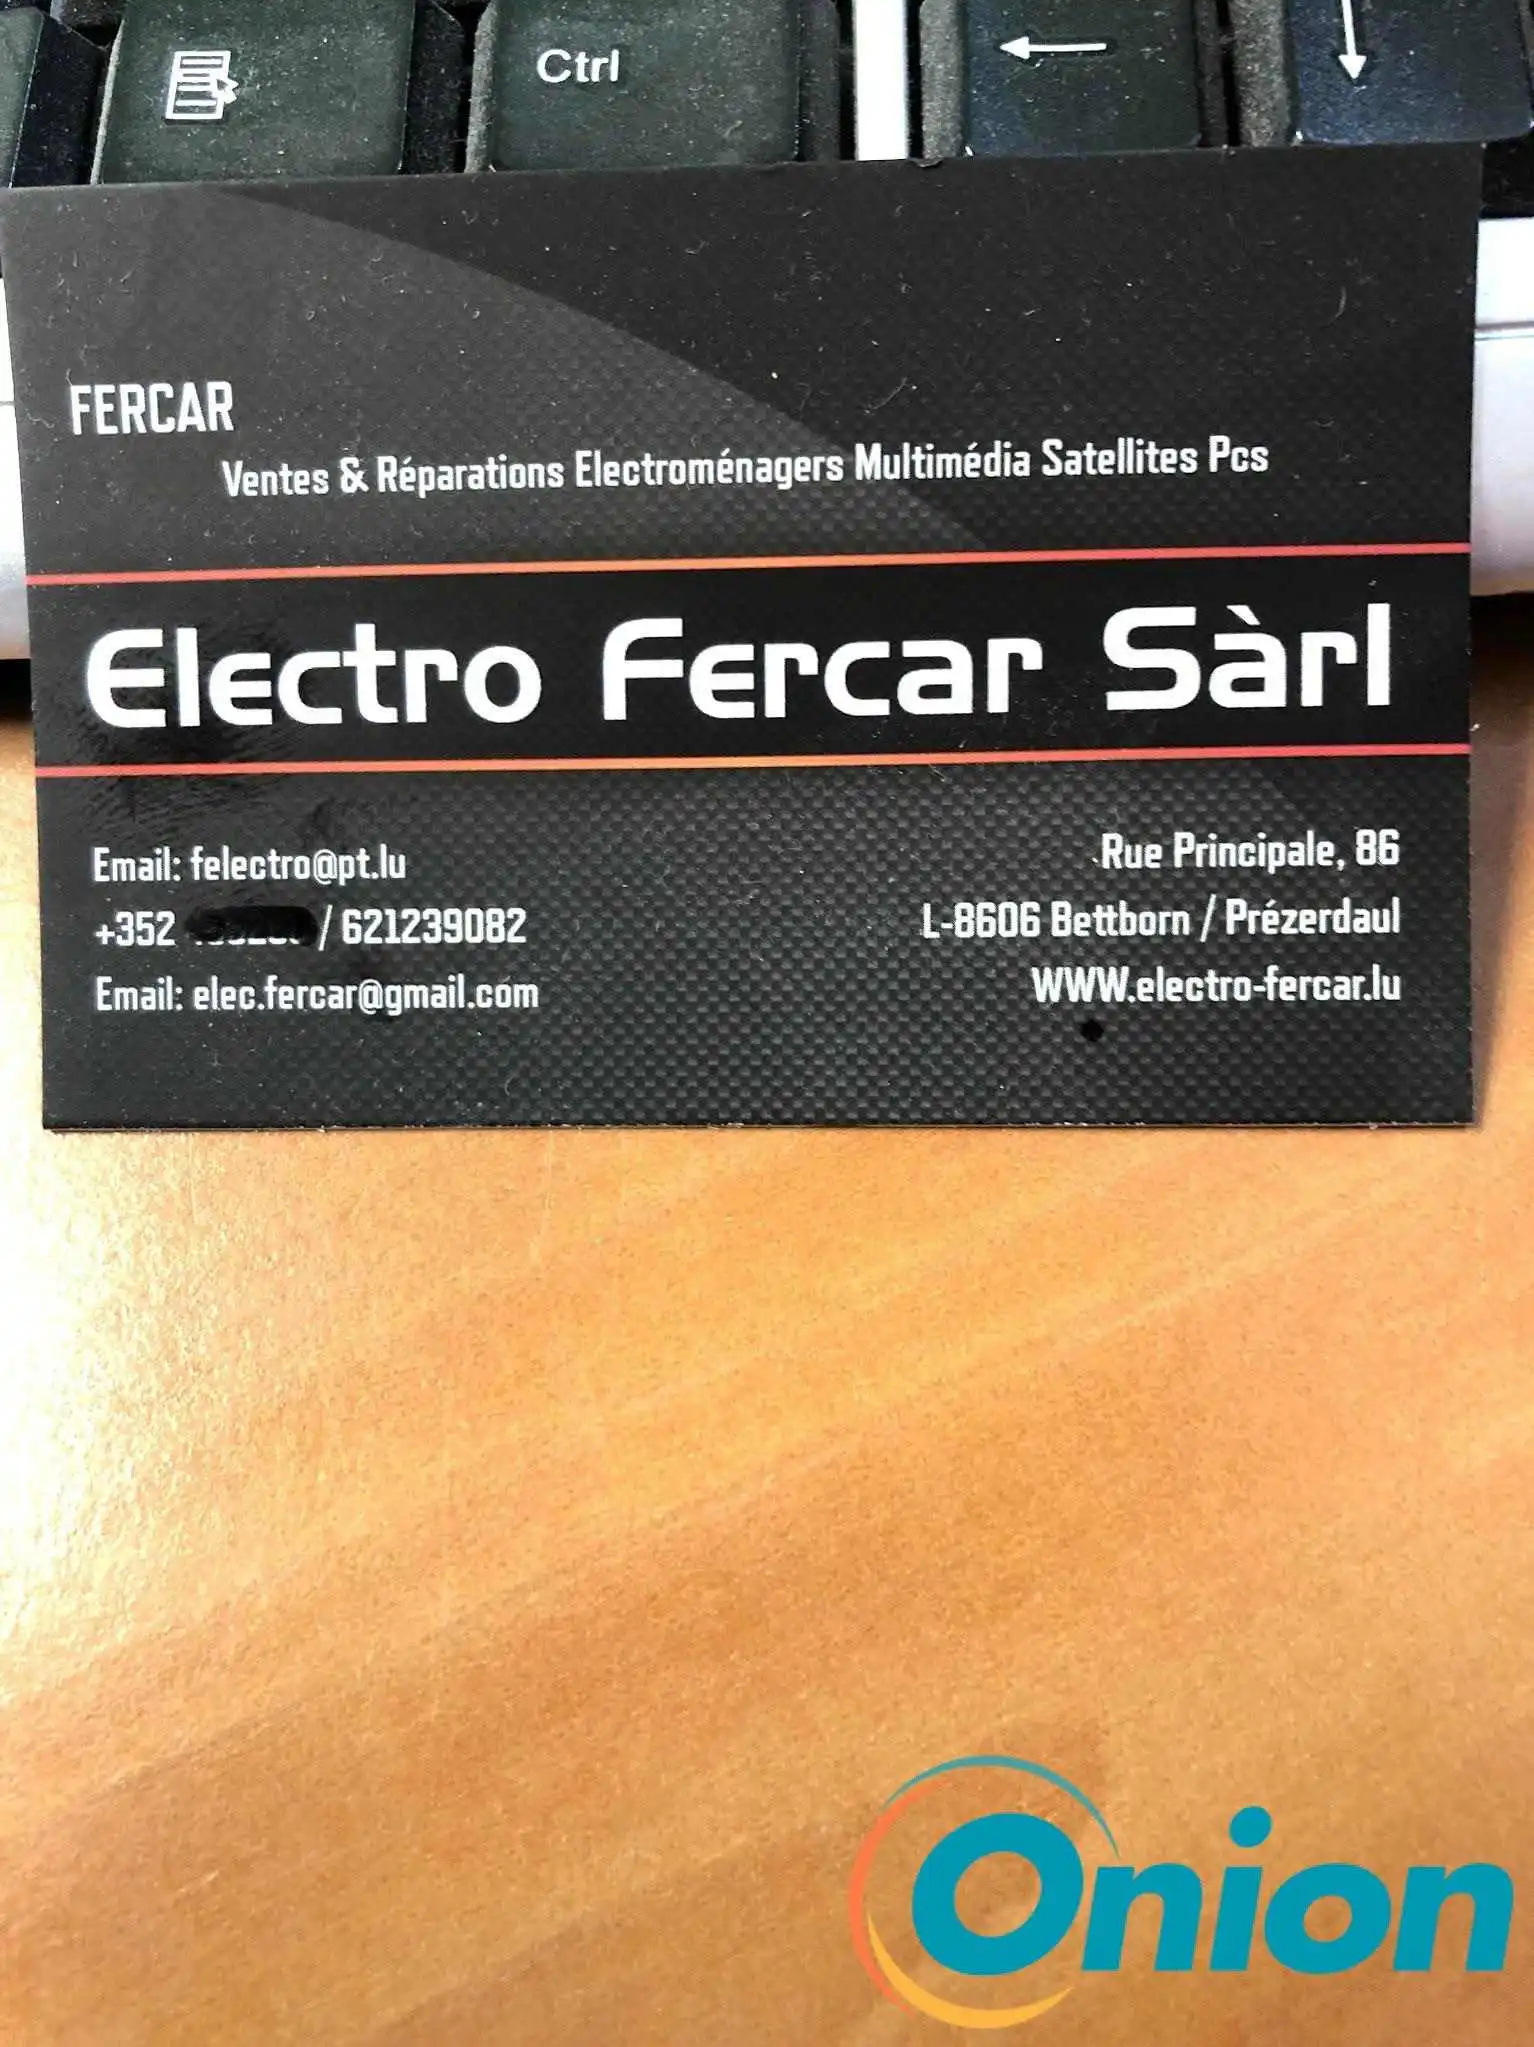 Ctrl
FERCAR
Ventes & Réparations Electroménagers Multimédia Satellites Pcs
Electro Fercar Sàrl
Email: felectro@pt.lu
+352 / 621239082
Email: elec.fercar@gmail.com
Rue Principale, 86
L-8606 Bettborn / Prézerdaul
WWW.electro-fercar.lu
Onion